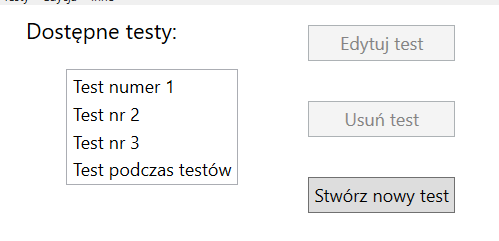 Dostępne testy:
Test numer 1
Test nr 2
Test nr 3
Test podczas testów
Edytuj test
Usuń test
Stwórz nowy test